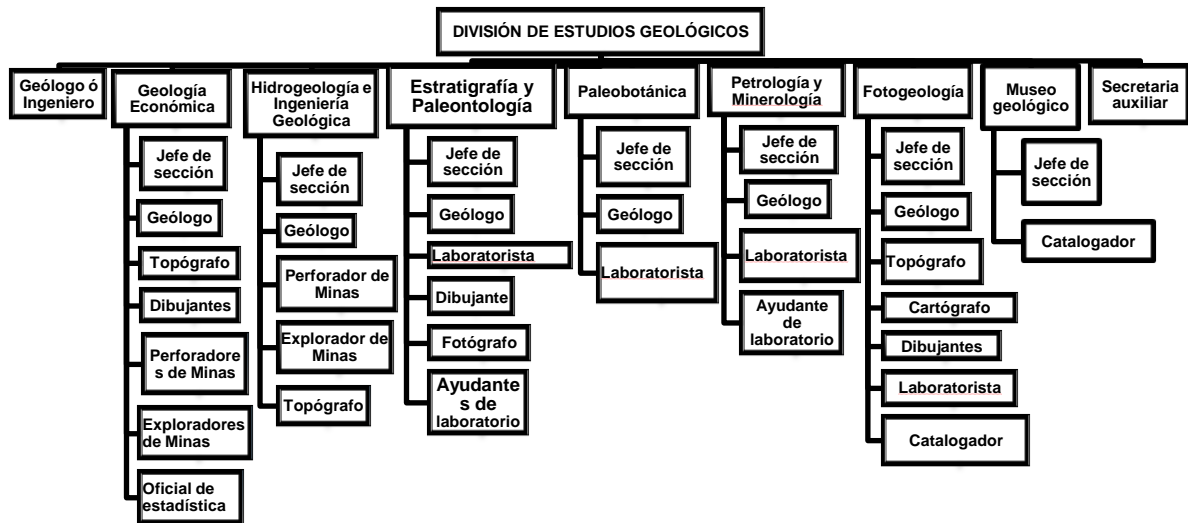 DIVISIÓN DE ESTUDIOS GEOLÓGICOS
Geólogo ó
Ingeniero
Geología
Económica
Jefe de
sección
Geólogo
Topógrafo
Dibujantes
Perforadore
s de Minas
Exploradores
de Minas
Oficial de
estadística
Hidrogeología e
Ingeniería
Geológica
Jefe de
sección
Geólogo
Perforador de
Minas
Explorador de
Minas
Topógrafo
Estratigrafía y
Paleontología
Jefe de
sección
Geólogo
Laboratorista
Dibujante
Fotógrafo
Ayudante
s de
laboratorio
Paleobotánica
Jefe de
sección
Geólogo
Laboratorista
Petrología y
Minerología
Jefe de
sección
Geólogo
Laboratorista
Ayudante
de
laboratorio
Fotogeología
Jefe de
sección
Geólogo
Topógrafo
Cartógrafo
Dibujantes
Laboratorista
Catalogador
Museo
geológico
Jefe de
sección
Catalogador
Secretaria
auxiliar